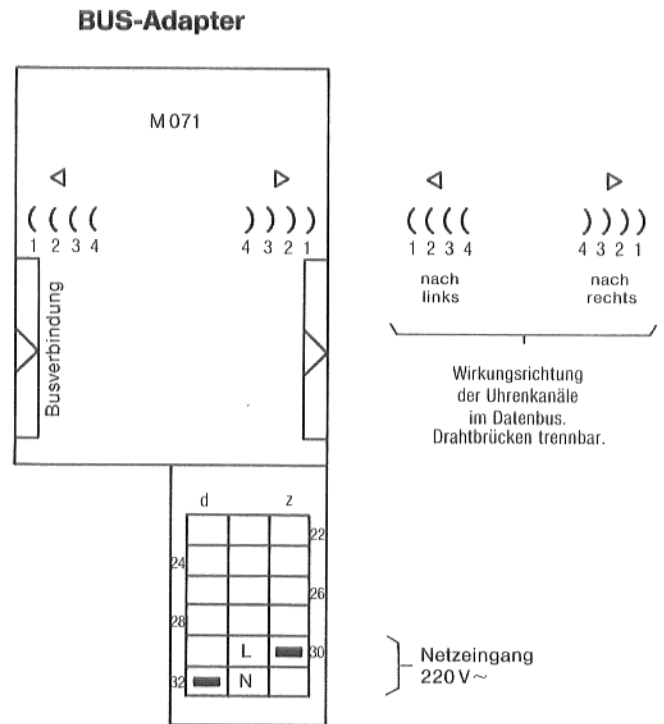 BUS-Adapter
M071
1 2 3 4
4 3 2 1
Busverbindung
1 2 3 4
4 3 2 1
nach
links
nach
rechts
Wirkungsrichtung
der Uhrenkanäle
im Datenbus.
Drahtbrücken trennbar.
d z
22
24
26
28
L 30
32 N
Netzeingang
220 V~